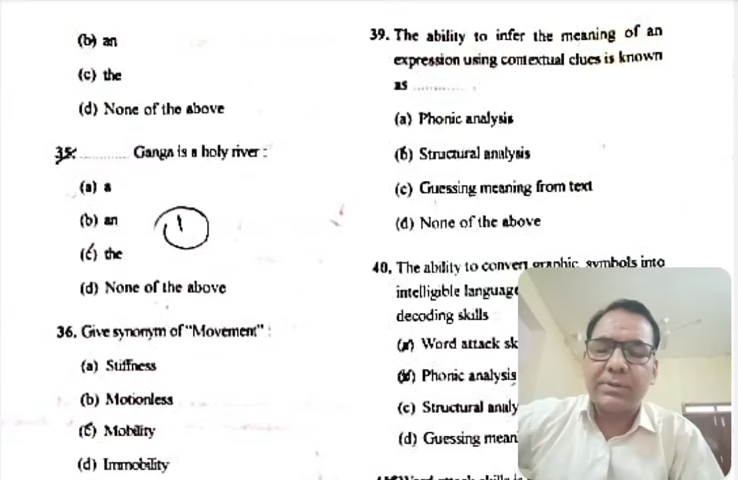 (b) an
(c) the
(d) None of the above
35. ............ Ganga is a holy river :
(a) a
(b) an
(c) the
(d) None of the above
1
36. Give synonym of "Movement" :
(a) Stiffness
(b) Motionless
(c) Mobility
(d) Immobility
39. The ability to infer the meaning of an
expression using contextual clues is known
as ...............
(a) Phonic analysis
(b) Structural analysis
(c) Guessing meaning from text
(d) None of the above
40. The ability to convert graphic symbols into
intelligible language
decoding skills
(a) Word attack sk
(b) Phonic analysis
(c) Structural analy
(d) Guessing mean